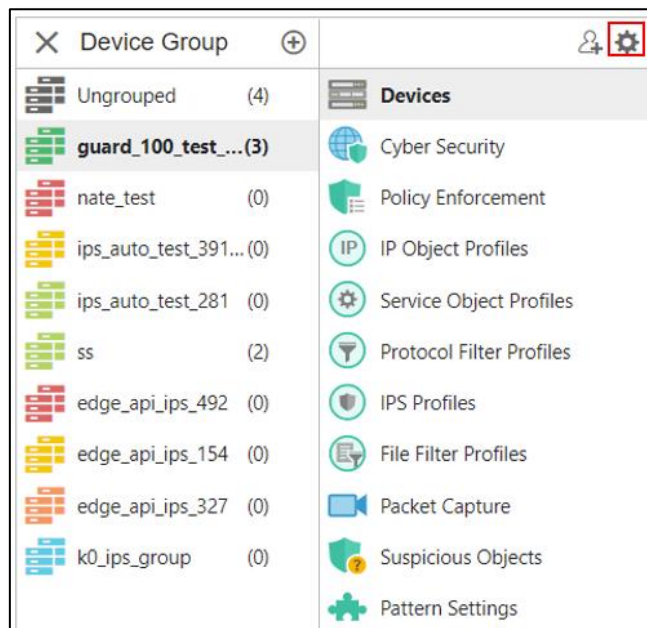 Device Group
Ungrouped (4)
guard_100_test_...(3)
nate_test (0)
ips_auto_test_391...(0)
ips_auto_test_281 (0)
ss (2)
edge_api_ips_492 (0)
edge_api_ips_154 (0)
edge_api_ips_327 (0)
k0_ips_group (0)
Devices
Cyber Security
Policy Enforcement
IP IP Object Profiles
Service Object Profiles
Protocol Filter Profiles
IPS Profiles
File Filter Profiles
Packet Capture
Suspicious Objects
Pattern Settings